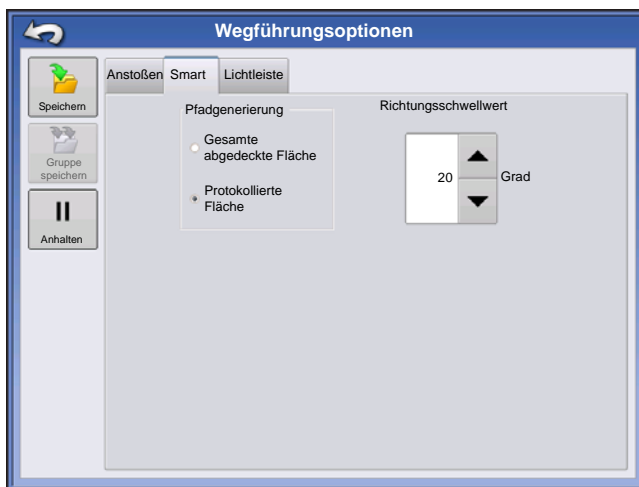 Wegführungsoptionen
Speichern
Gruppe
speichern
Anhalten
Anstoßen Smart Lichtleiste
Pfadgenerierung
Gesamte
abgedeckte Fläche
Protokollierte
Fläche
Richtungsschwellwert
20 Grad